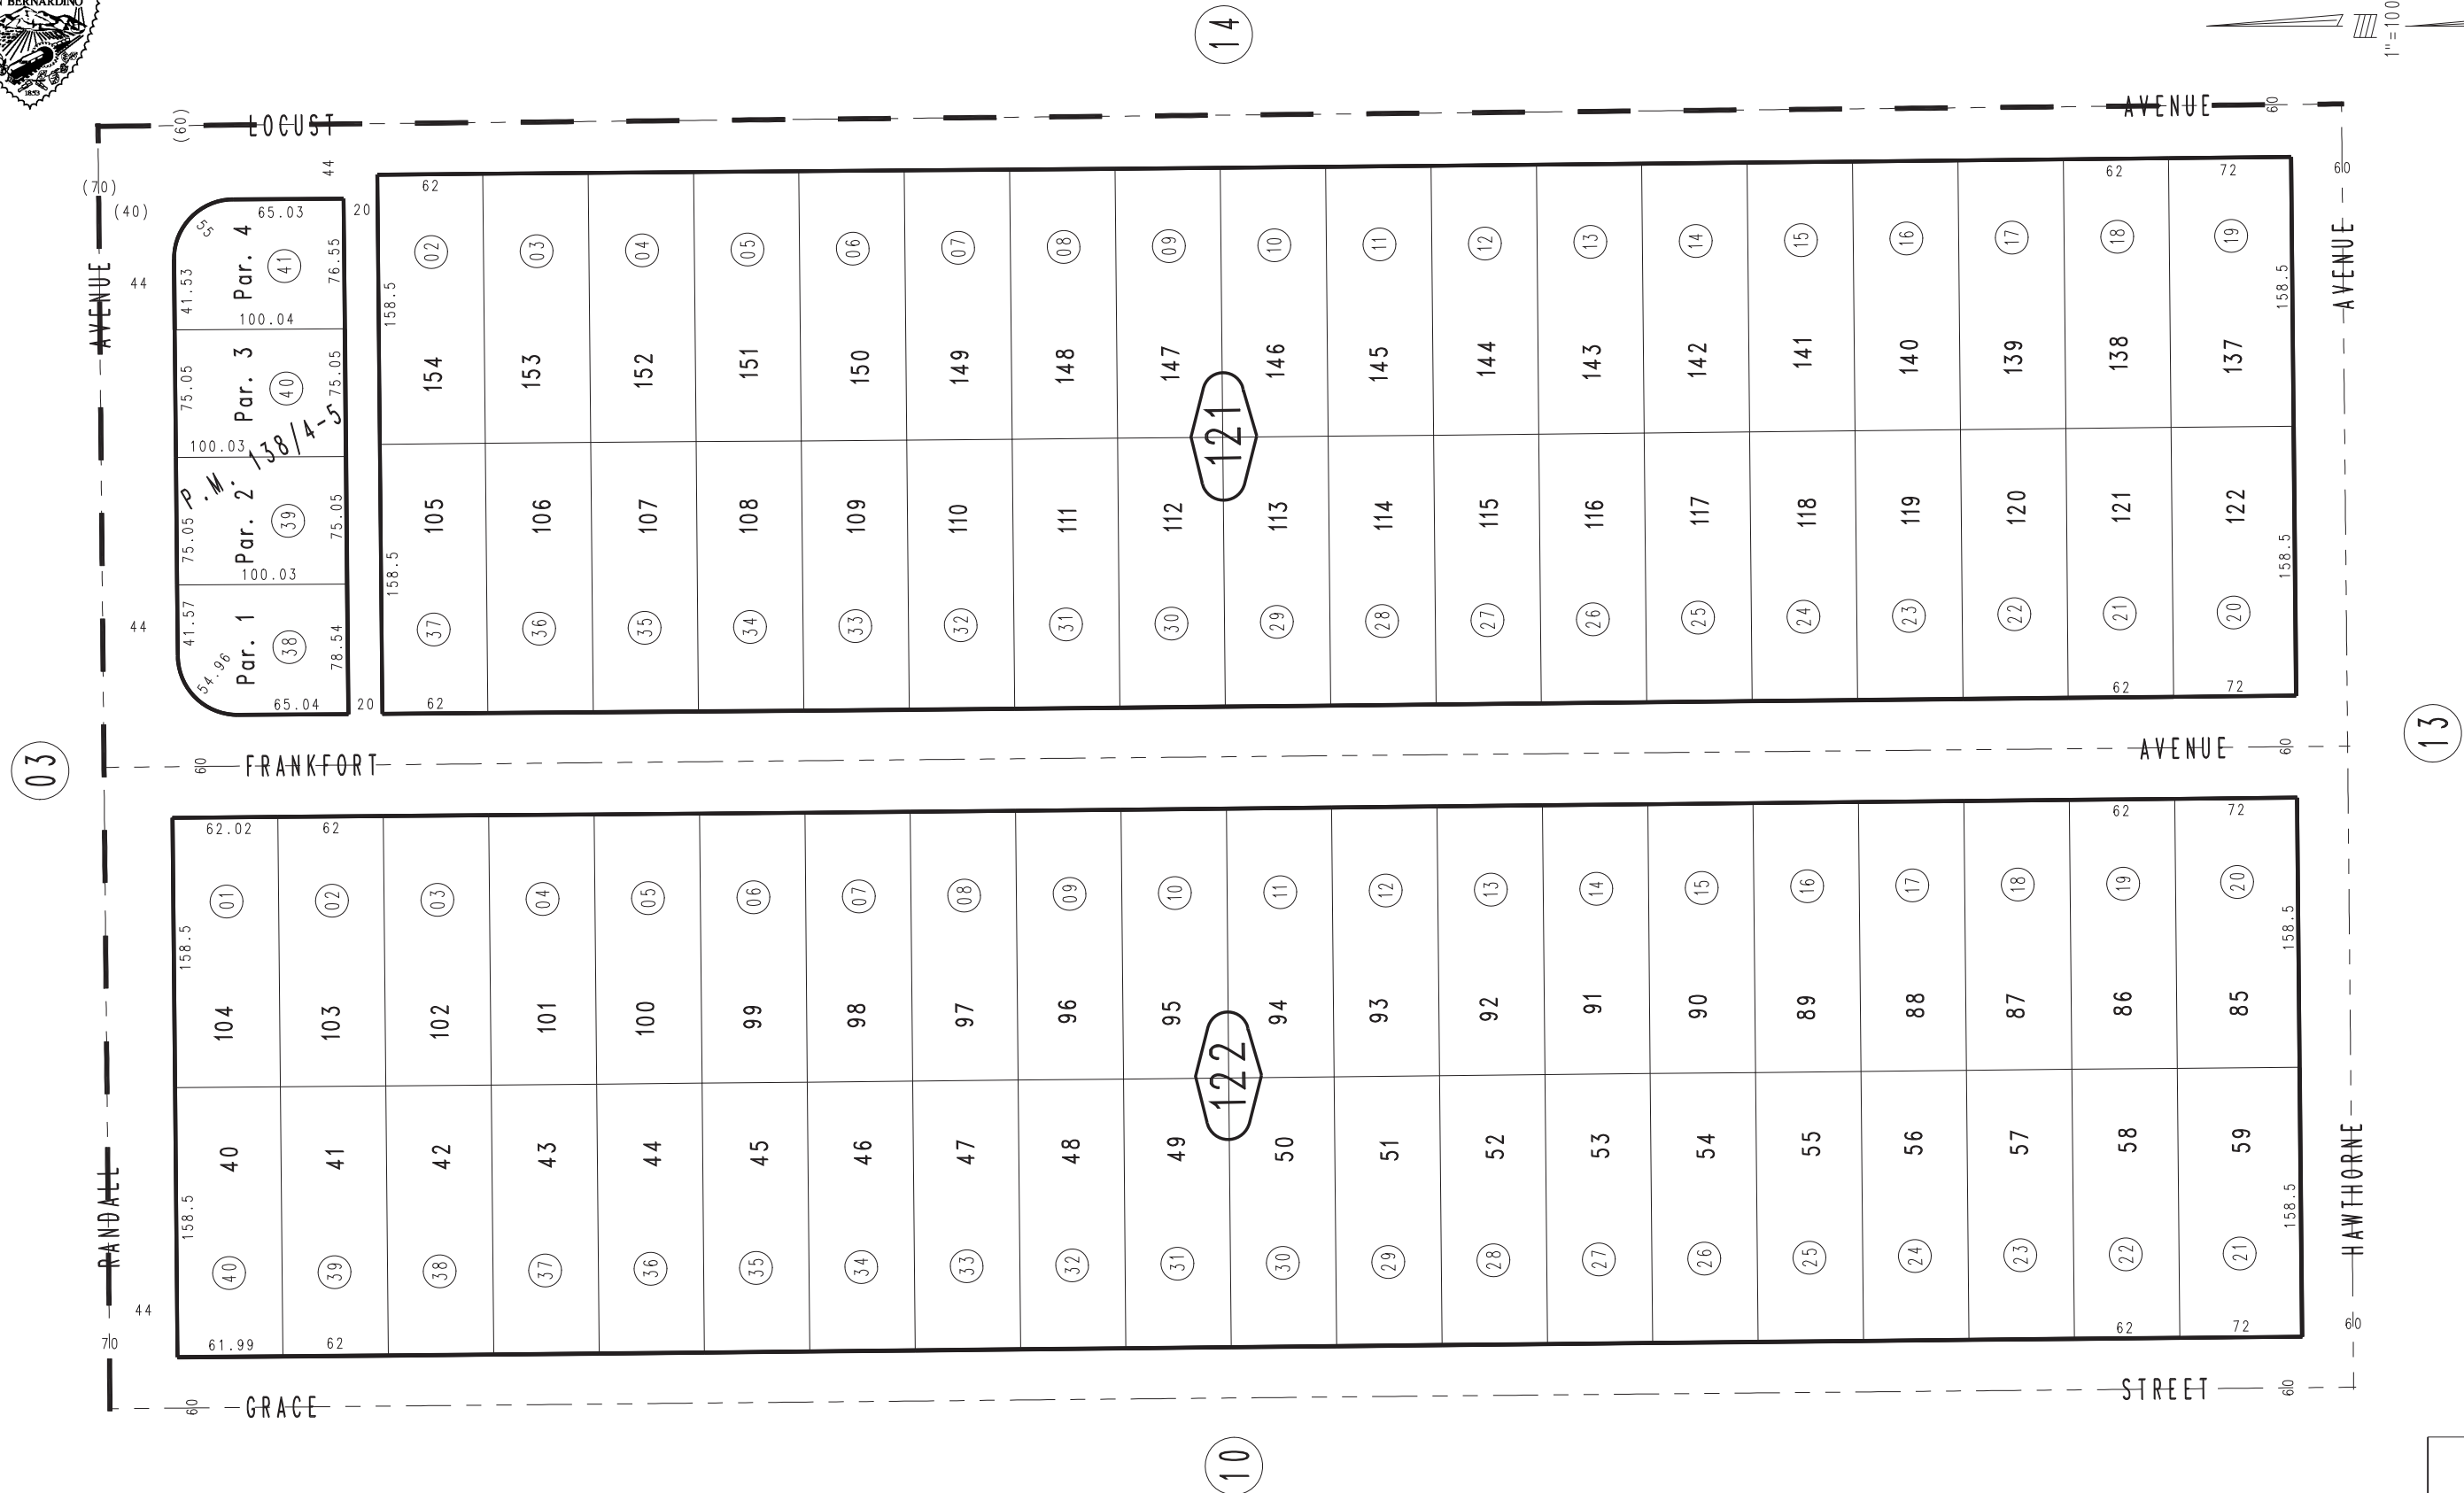 BERNARDINO
1853
14
1"=100
LOCUST AVENUE
(60) 60
(70) (40) 44 20 60
62 62 72
65.03
55 Par. 4 41 41.53 76.55
100.04
44
AVENUE
AVENUE
02 03 04 05 06 07 08 09 10 11 12 13 14 15 16 17 18 19
158.5 158.5
154 153 152 151 150 149 148 147 146 145 144 143 142 141 140 139 138 137
75.05 Par. 3 40 75.05
100.03
P.M. 138/4-5
121
75.05 Par. 2 39 75.05
100.03
105 106 107 108 109 110 111 112 113 114 115 116 117 118 119 120 121 122
158.5 158.5
44
41.57 Par. 1 38 78.54
54.96
65.04 20
37 36 35 34 33 32 31 30 29 28 27 26 25 24 23 22 21 20
62 62 72
03
60 FRANKFORT AVENUE 60
13
62.02 62 62 72
01 02 03 04 05 06 07 08 09 10 11 12 13 14 15 16 17 18 19 20
158.5 158.5
104 103 102 101 100 99 98 97 96 95 94 93 92 91 90 89 88 87 86 85
122
40 41 42 43 44 45 46 47 48 49 50 51 52 53 54 55 56 57 58 59
158.5 158.5
RANDALL
HAWTHORNE
40 39 38 37 36 35 34 33 32 31 30 29 28 27 26 25 24 23 22 21
44
70 61.99 62 62 72 60
60 GRACE STREET 60
10